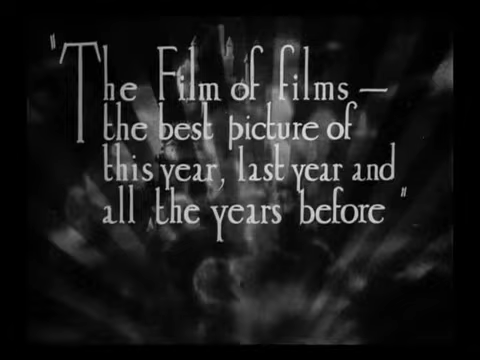 "The Film of films —
the best picture of
this year, last year and
all the years before"